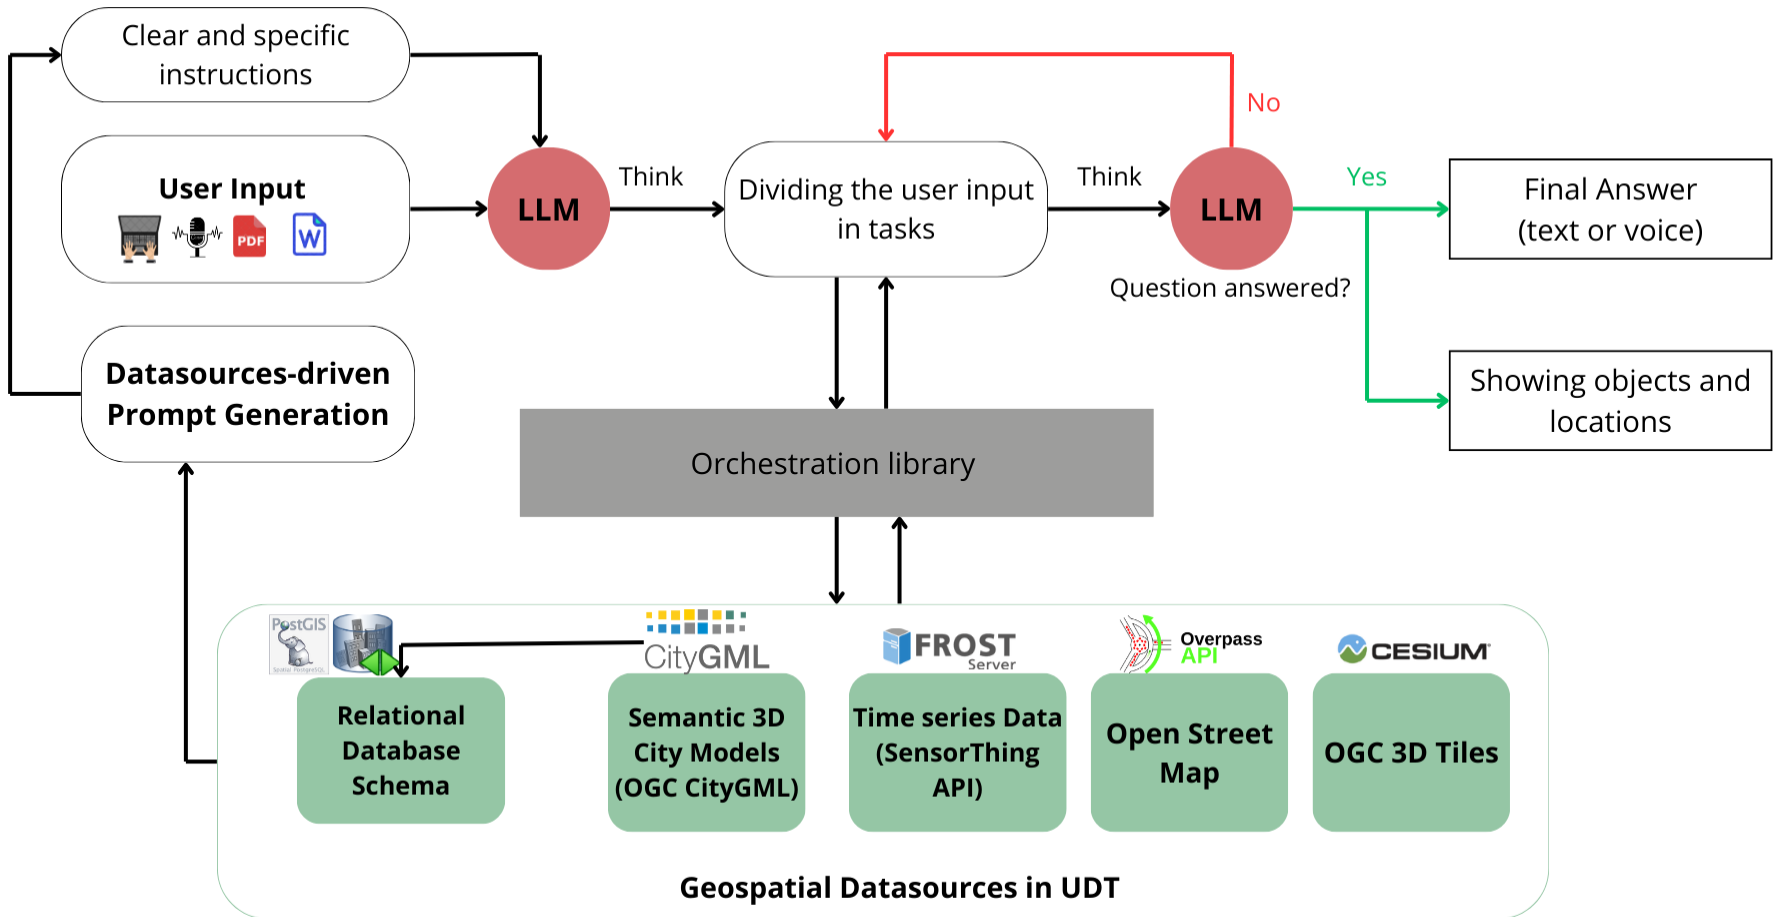 Clear and specific
instructions
User Input
PDF
W
LLM
Think
Dividing the user input
in tasks
Think
LLM
Question answered?
No
Yes
Final Answer
(text or voice)
Showing objects and
locations
Datasources-driven
Prompt Generation
Orchestration library
PostGIS
Spatial PostgreSQL
CityGML
FROST
Server
Overpass
API
CESIUM
Relational
Database
Schema
Semantic 3D
City Models
(OGC CityGML)
Time series Data
(SensorThing
API)
Open Street
Map
OGC 3D Tiles
Geospatial Datasources in UDT